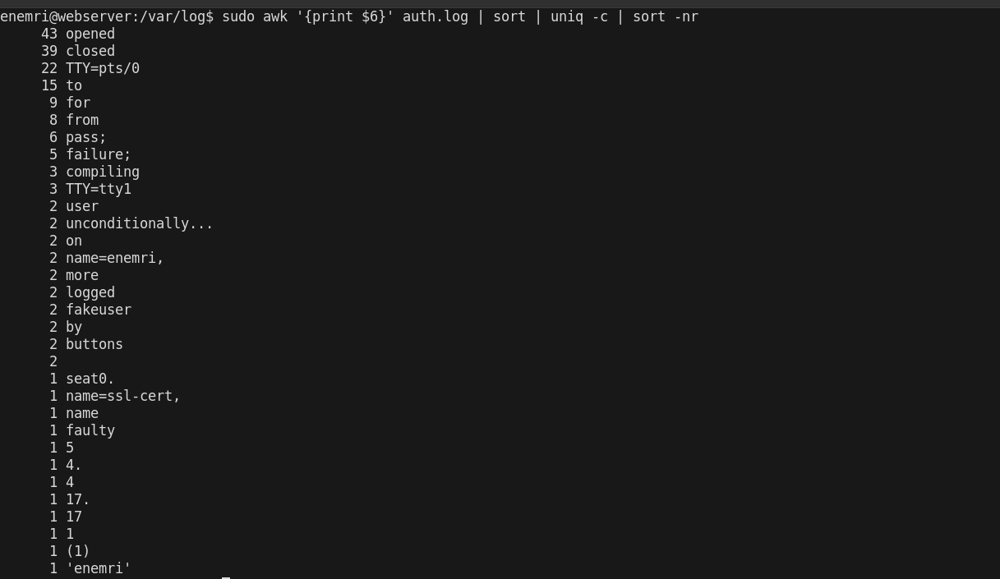 enemri@webserver:/var/log$ sudo awk '{print $6}' auth.log | sort | uniq -c | sort -nr
     43 opened
     39 closed
     22 TTY=pts/0
     15 to
      9 for
      8 from
      6 pass;
      5 failure;
      3 compiling
      3 TTY=tty1
      2 user
      2 unconditionally...
      2 on
      2 name=enemri,
      2 more
      2 logged
      2 fakeuser
      2 by
      2 buttons
      2
      1 seat0.
      1 name=ssl-cert,
      1 name
      1 faulty
      1 5
      1 4.
      1 4
      1 17.
      1 17
      1 1
      1 (1)
      1 'enemri'